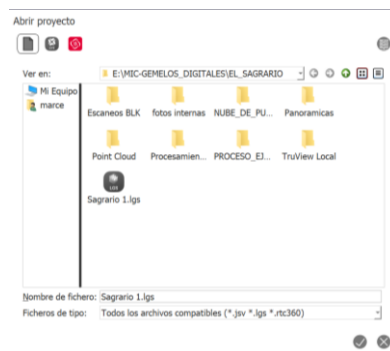 Abrir proyecto
Ver en:
E:\MIC-GEMELOS_DIGITALES\EL_SAGRARIO
Mi Equipo
marce
Escaneos BLK
fotos internas
NUBE_DE_PU...
Panoramicas
Point Cloud
Procesamien...
PROCESO_EJ...
TruView Local
LGS
Sagrario 1.lgs
Nombre de fichero: Sagrario 1.lgs
Ficheros de tipo: Todos los archivos compatibles (*.jsv *.lgs *.rtc360)